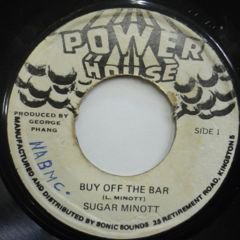 POWER
HOUSE
PRODUCED BY
GEORGE
PHANG
SIDE 1
NABMC.
BUY OFF THE BAR
(L. MINOTT)
SUGAR MINOTT
MANUFACTURED AND DISTRIBUTED BY SONIC SOUNDS 25 RETIREMENT ROAD, KINGSTON 5